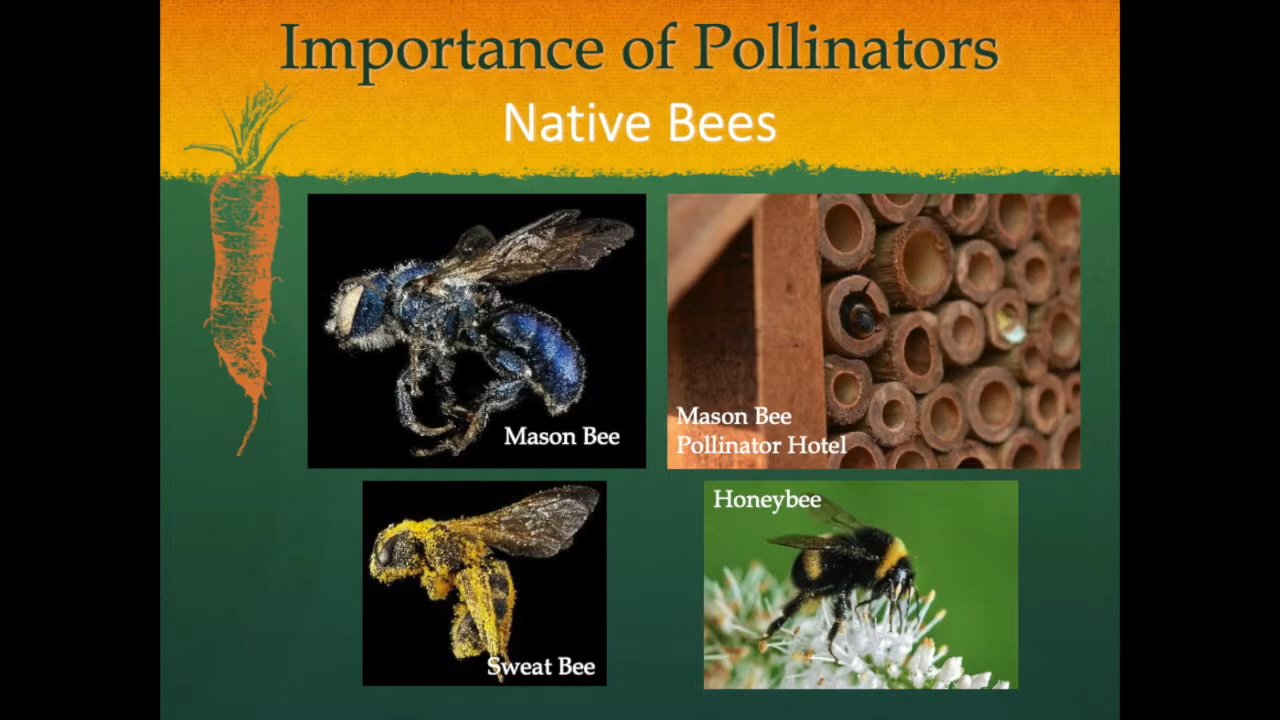 Importance of Pollinators
Native Bees
Mason Bee
Mason Bee
Pollinator Hotel
Sweat Bee
Honeybee